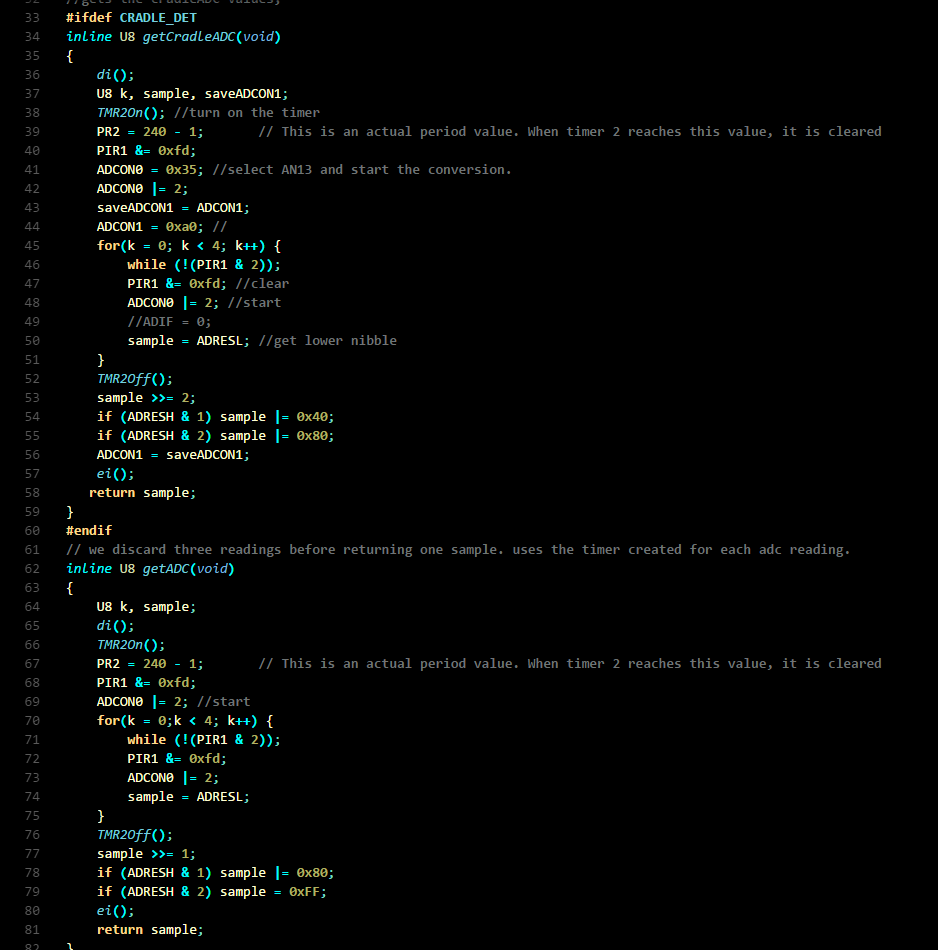 32 //gets the cradleADC values,
33 #ifdef CRADLE_DET
34 inline U8 getCradleADC(void)
35 {
36 di();
37 U8 k, sample, saveADCON1;
38 TMR2On(); //turn on the timer
39 PR2 = 240 - 1; // This is an actual period value. When timer 2 reaches this value, it is cleared
40 PIR1 &= 0xfd;
41 ADCON0 = 0x35; //select AN13 and start the conversion.
42 ADCON0 |= 2;
43 saveADCON1 = ADCON1;
44 ADCON1 = 0xa0; //
45 for(k = 0; k < 4; k++) {
46 while (!(PIR1 & 2));
47 PIR1 &= 0xfd; //clear
48 ADCON0 |= 2; //start
49 //ADIF = 0;
50 sample = ADRESL; //get lower nibble
51 }
52 TMR2Off();
53 sample >>= 2;
54 if (ADRESH & 1) sample |= 0x40;
55 if (ADRESH & 2) sample |= 0x80;
56 ADCON1 = saveADCON1;
57 ei();
58 return sample;
59 }
60 #endif
61 // we discard three readings before returning one sample. uses the timer created for each adc reading.
62 inline U8 getADC(void)
63 {
64 U8 k, sample;
65 di();
66 TMR2On();
67 PR2 = 240 - 1; // This is an actual period value. When timer 2 reaches this value, it is cleared
68 PIR1 &= 0xfd;
69 ADCON0 |= 2; //start
70 for(k = 0;k < 4; k++) {
71 while (!(PIR1 & 2));
72 PIR1 &= 0xfd;
73 ADCON0 |= 2;
74 sample = ADRESL;
75 }
76 TMR2Off();
77 sample >>= 1;
78 if (ADRESH & 1) sample |= 0x80;
79 if (ADRESH & 2) sample = 0xFF;
80 ei();
81 return sample;
82 }